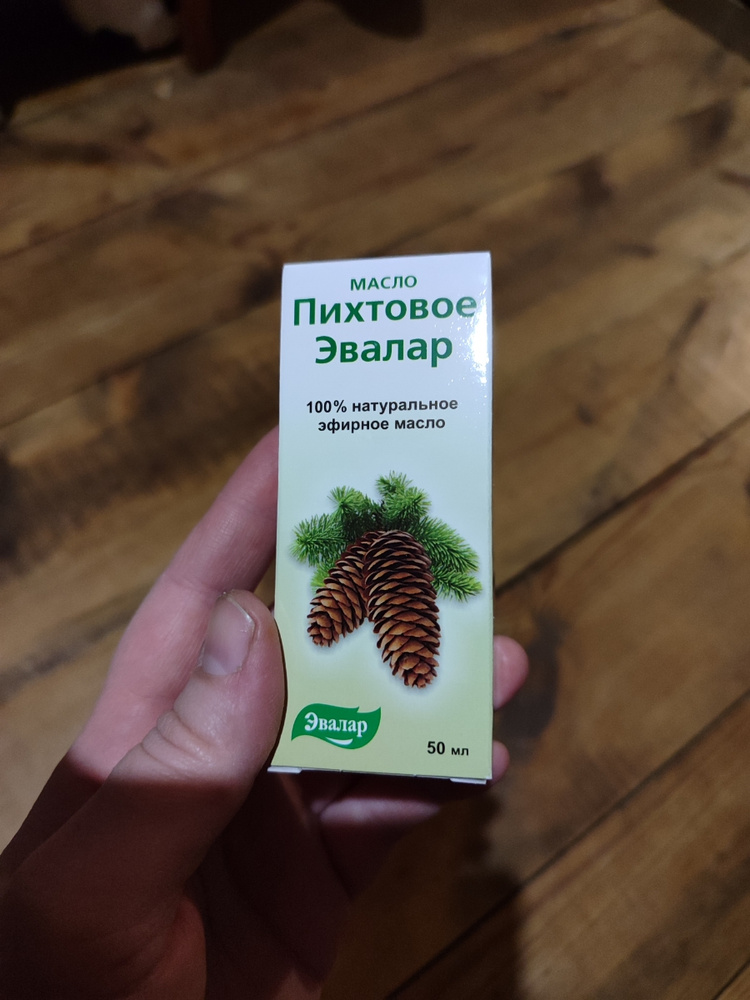 МАСЛО
Пихтовое
Эвалар
100% натуральное
эфирное масло
Эвалар
50 мл